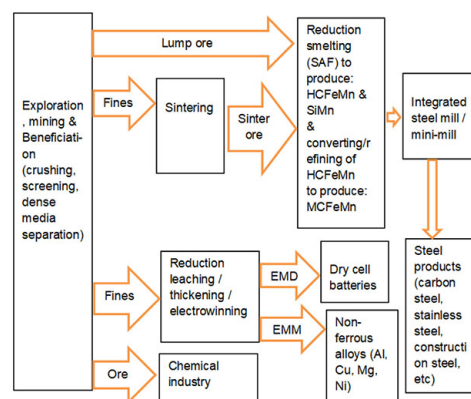 Lump ore
Exploration
, mining &
Beneficiati-
on
(crushing,
screening,
dense
media
separation)
Fines
Sintering
Sinter
ore
Reduction
smelting
(SAF) to
produce:
HCFeMn &
SiMn
&
converting/r
efining of
HCFeMn
to produce:
MCFeMn
Integrated
steel mill /
mini-mill
Fines
Reduction
leaching /
thickening /
electrowinning
EMD
Dry cell
batteries
EMM
Non-
ferrous
alloys (Al,
Cu, Mg,
Ni)
Steel
products
(carbon
steel,
stainless
steel,
constructi
on steel,
etc)
Ore
Chemical
industry